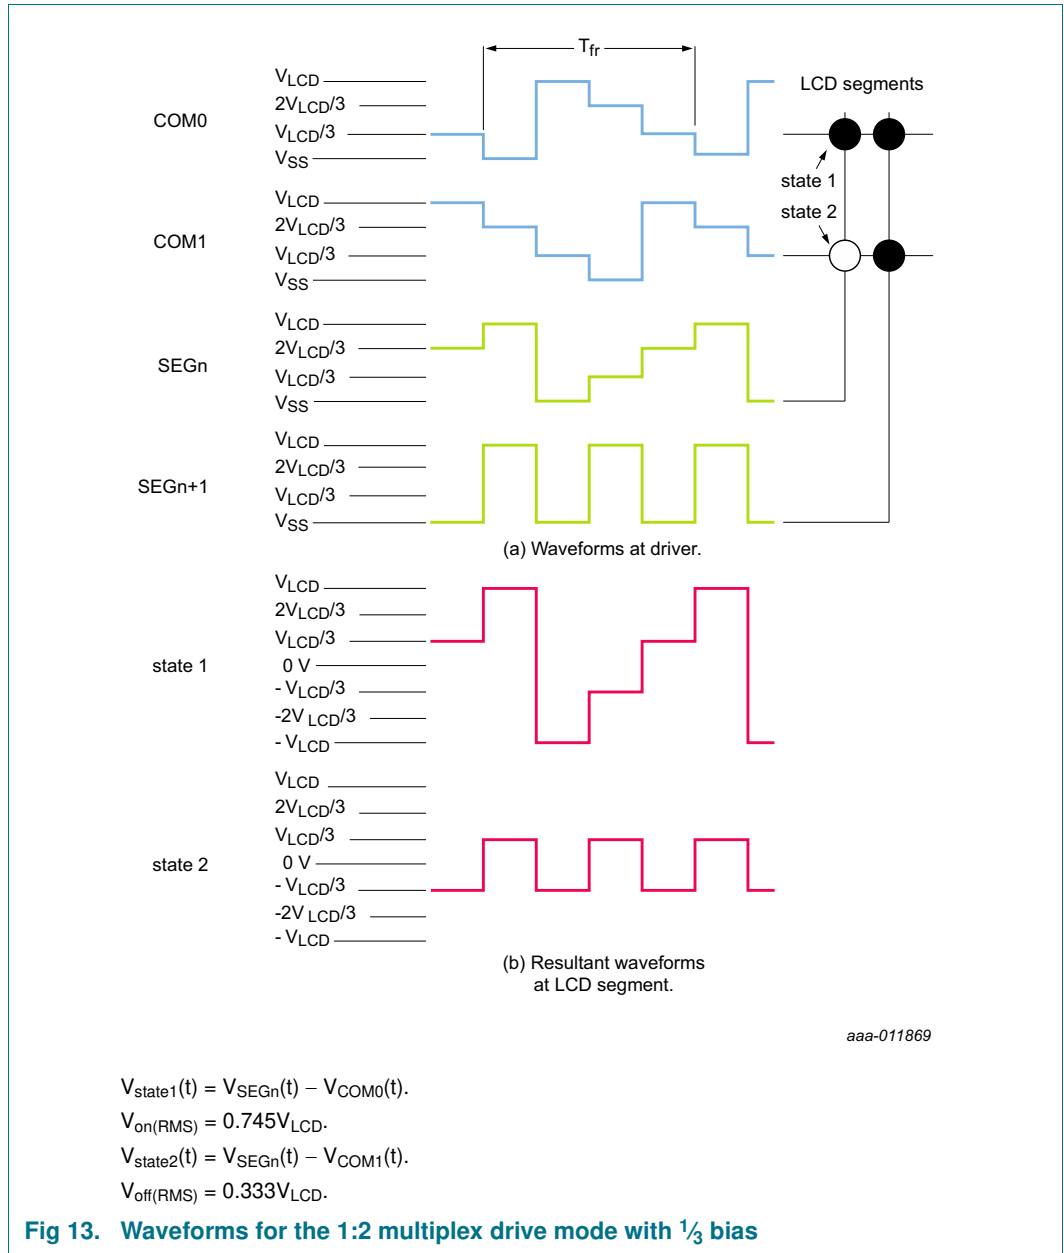 T_fr
V_LCD
2V_LCD/3
COM0
V_LCD/3
V_SS
LCD segments
state 1
state 2
V_LCD
2V_LCD/3
COM1
V_LCD/3
V_SS
V_LCD
2V_LCD/3
SEGn
V_LCD/3
V_SS
V_LCD
2V_LCD/3
SEGn+1
V_LCD/3
V_SS
(a) Waveforms at driver.
V_LCD
2V_LCD/3
V_LCD/3
state 1
0 V
- V_LCD/3
-2V_LCD/3
- V_LCD
V_LCD
2V_LCD/3
V_LCD/3
state 2
0 V
- V_LCD/3
-2V_LCD/3
- V_LCD
(b) Resultant waveforms
at LCD segment.
aaa-011869
V_state1(t) = V_SEGn(t) − V_COM0(t).
V_on(RMS) = 0.745V_LCD.
V_state2(t) = V_SEGn(t) − V_COM1(t).
V_off(RMS) = 0.333V_LCD.
Fig 13. Waveforms for the 1:2 multiplex drive mode with 1⁄3 bias